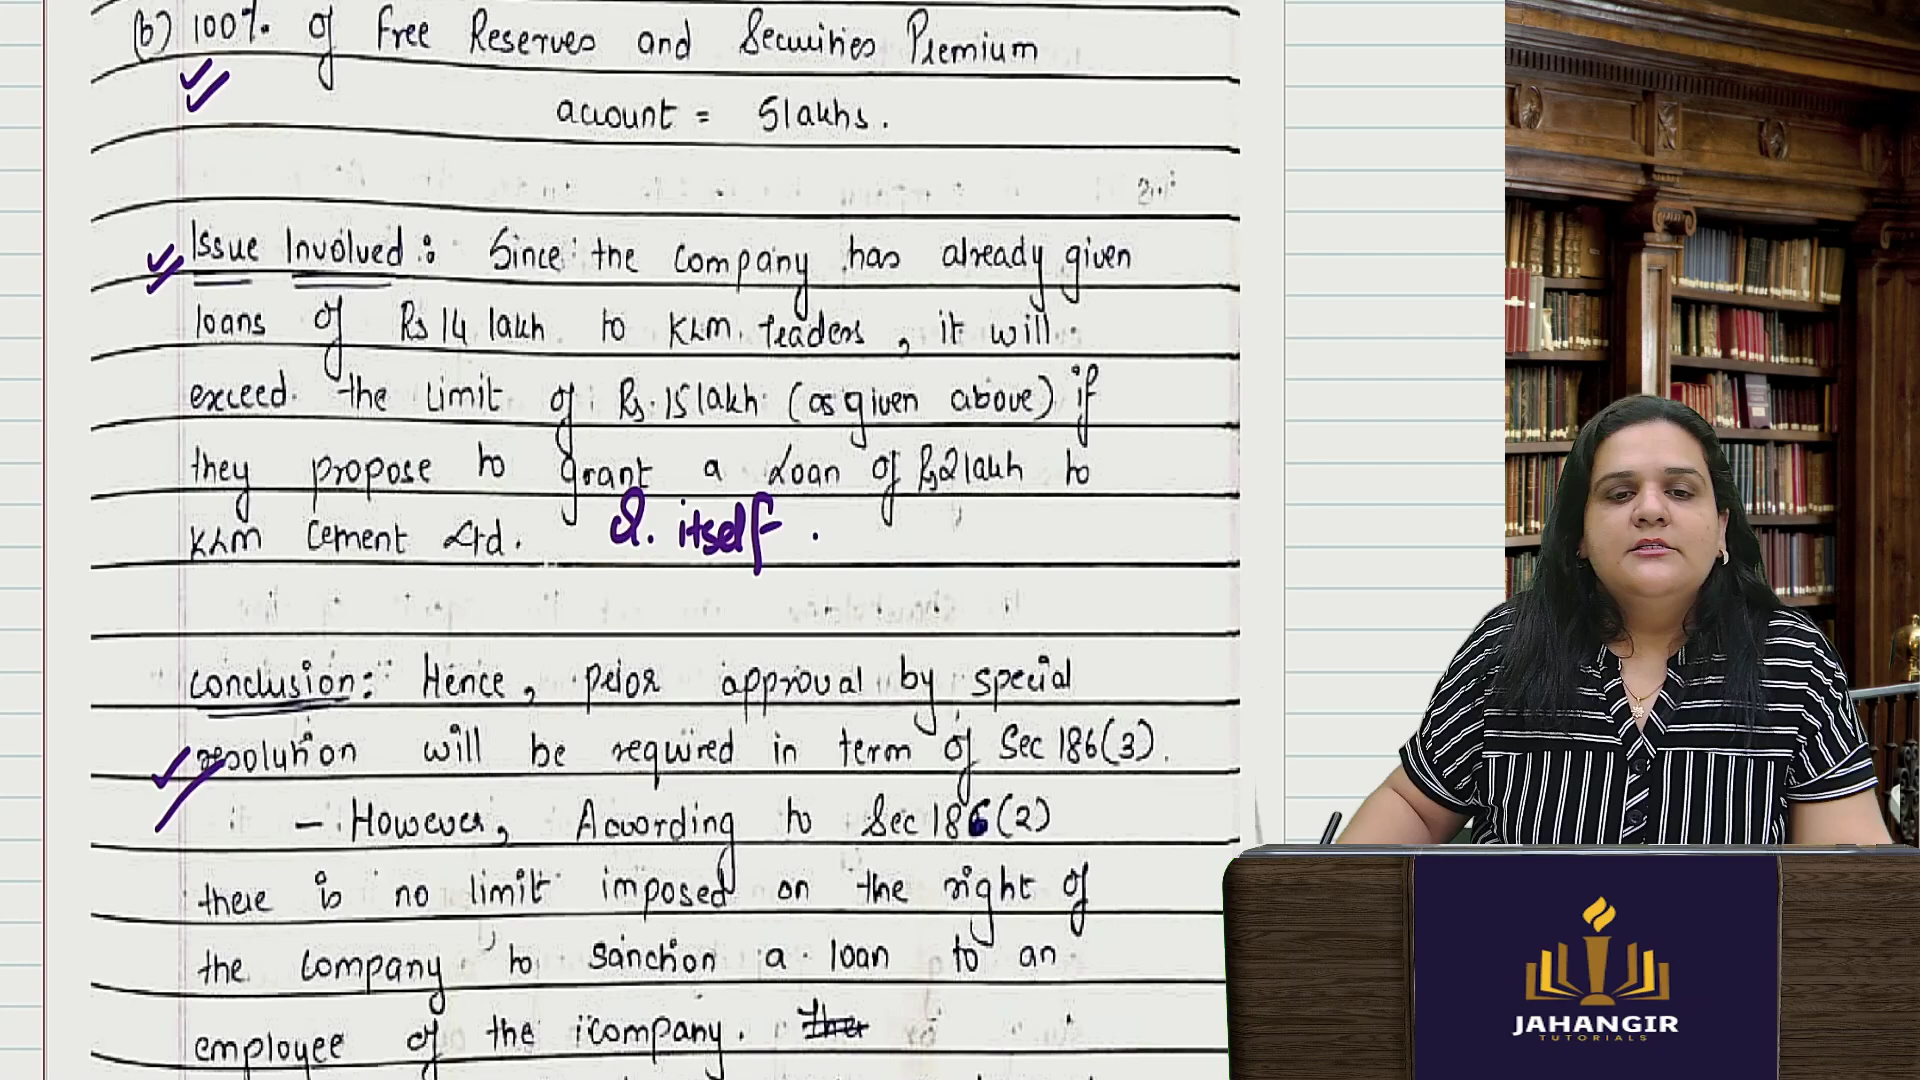 (b) 100% of Free Reserves and Securities Premium
account = 5 lakhs.
Issue Involved : Since the company has already given
loans of Rs 14 lakh to KLM Traders, it will
exceed the limit of Rs. 15 lakh (as given above) if
they propose to grant a Loan of Rs 2 lakh to
KLM Cement Ltd. Q. itself.
Conclusion: Hence, prior approval by special
resolution will be required in term of Sec 186(3).
- However, According to Sec 186(2)
there is no limit imposed on the right of
the company to sanction a loan to an
employee of the company.
JAHANGIR
TUTORIALS